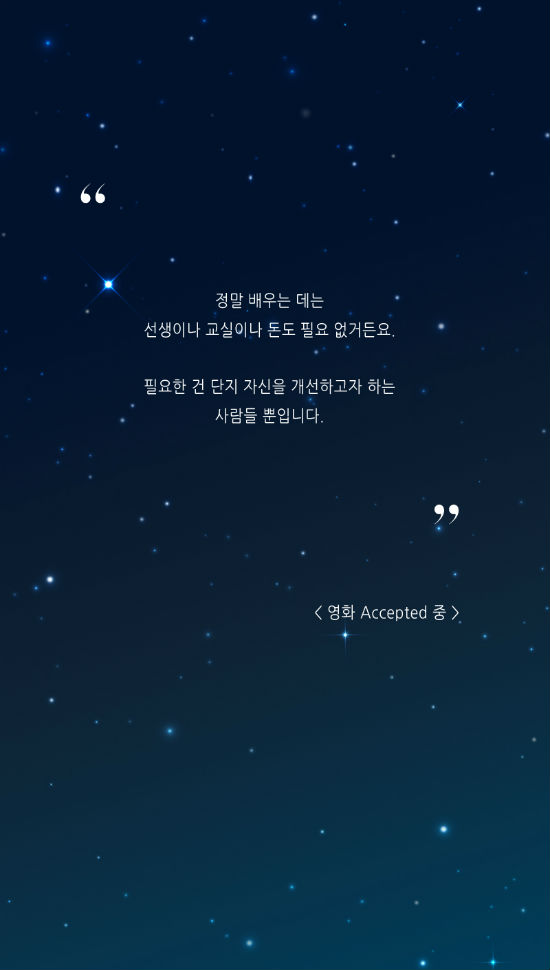 “
정말 배우는 데는
선생이나 교실이나 돈도 필요 없거든요.
필요한 건 단지 자신을 개선하고자 하는
사람들 뿐입니다.
”
< 영화 Accepted 중 >